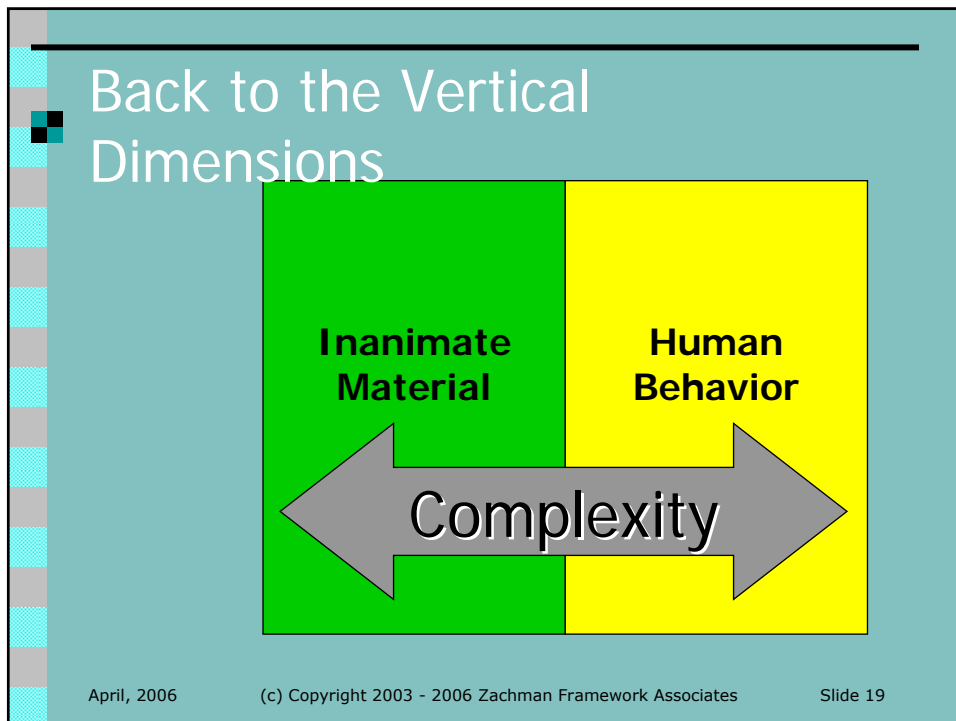 Back to the Vertical
Dimensions
Inanimate
Material
Human
Behavior
Complexity
April, 2006 (c) Copyright 2003 - 2006 Zachman Framework Associates Slide 19